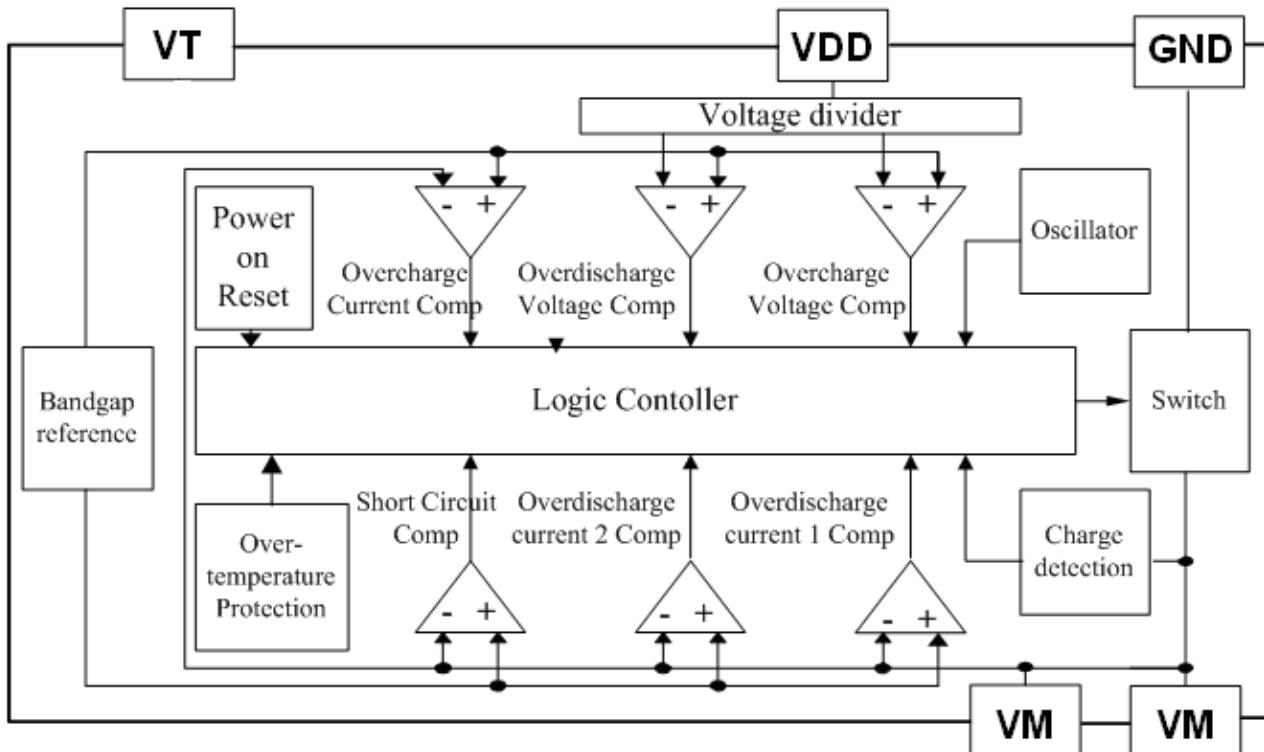 VT
VDD
GND
Voltage divider
- +
- +
- +
Power
on
Reset
Oscillator
Overcharge
Current Comp
Overdischarge
Voltage Comp
Overcharge
Voltage Comp
Bandgap
reference
Logic Contoller
Switch
Short Circuit
Comp
Overdischarge
current 2 Comp
Overdischarge
current 1 Comp
Over-
temperature
Protection
Charge
detection
- +
- +
- +
VM
VM